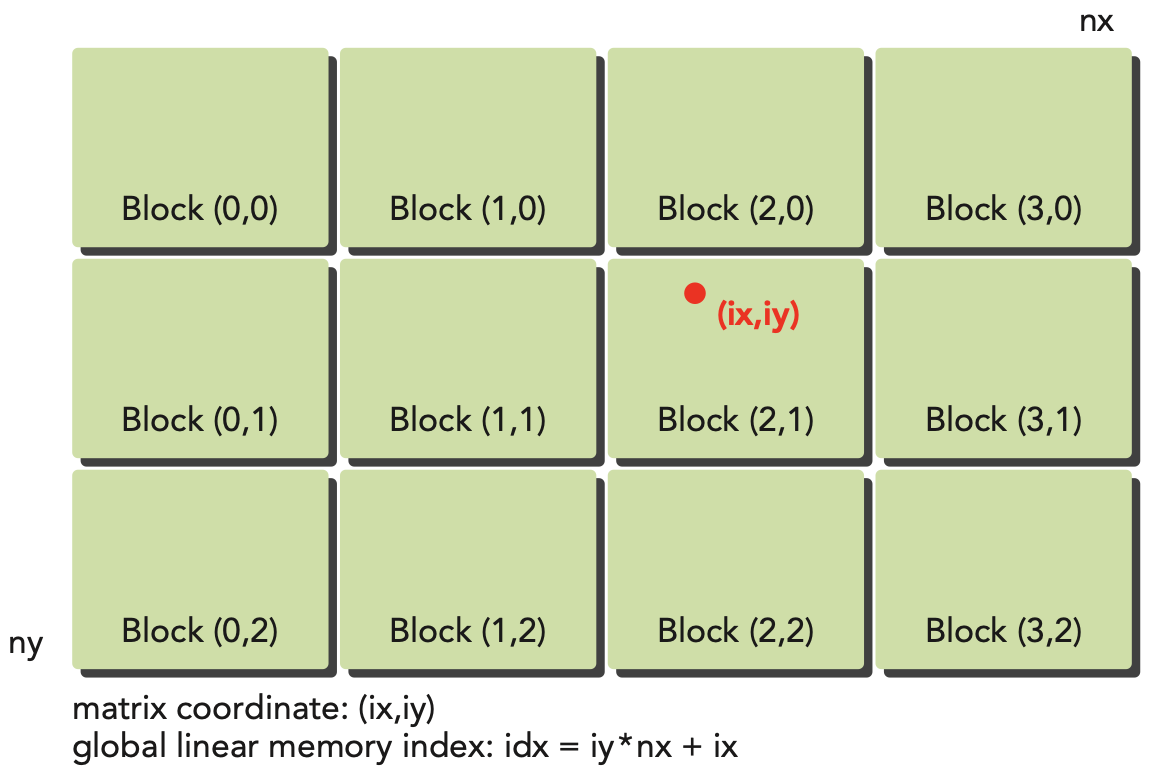 nx
Block (0,0) Block (1,0) Block (2,0) Block (3,0)
(ix,iy)
Block (0,1) Block (1,1) Block (2,1) Block (3,1)
Block (0,2) Block (1,2) Block (2,2) Block (3,2)
ny
matrix coordinate: (ix,iy)
global linear memory index: idx = iy*nx + ix